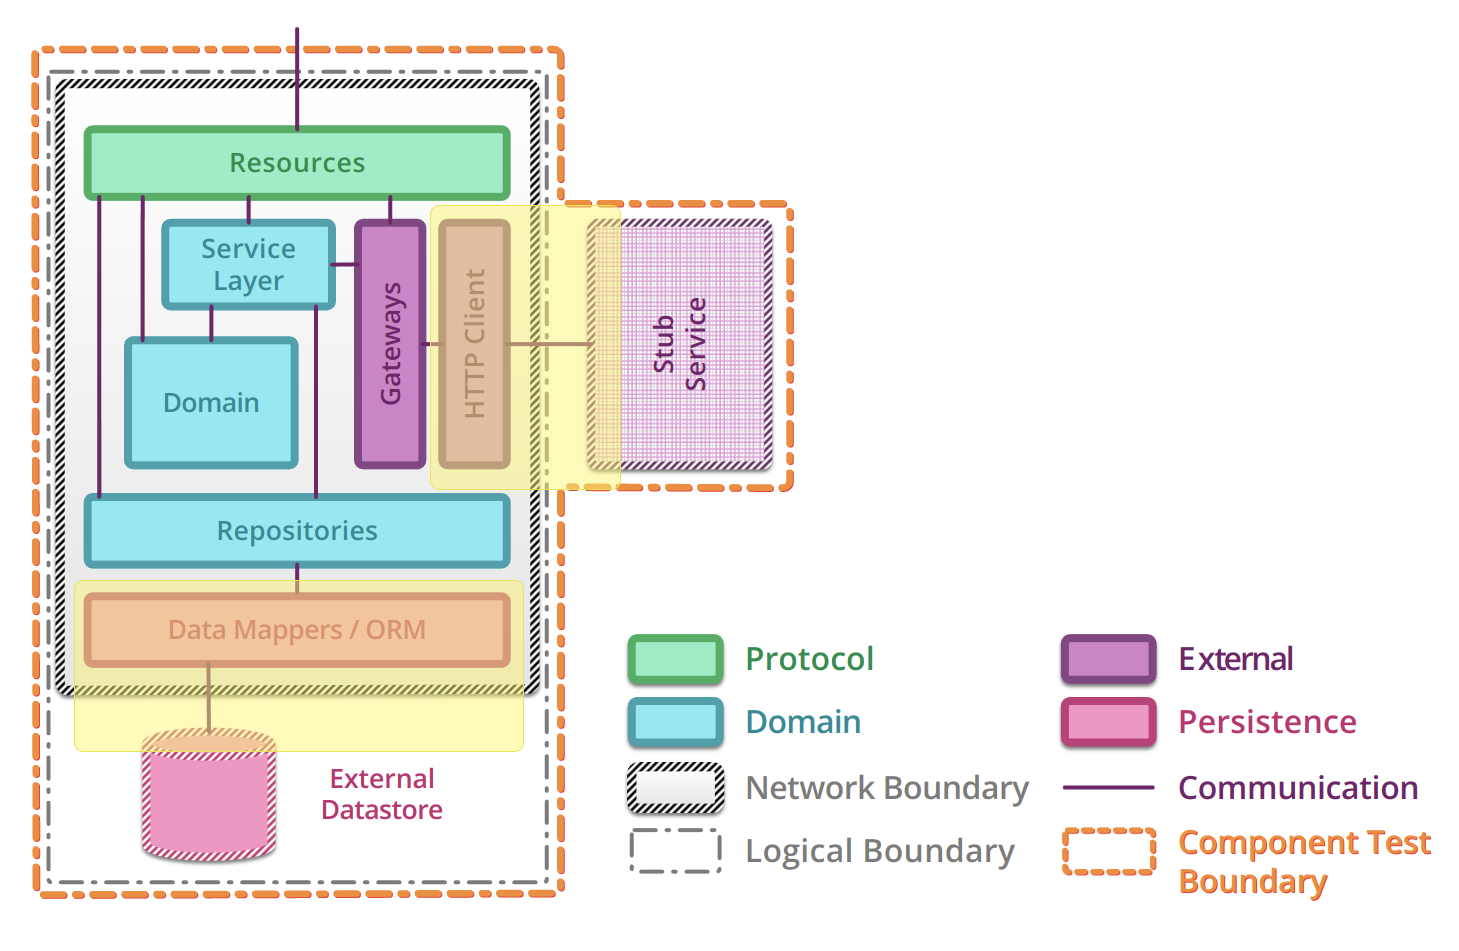 Resources
Service
Layer
Gateways
HTTP Client
Stub
Service
Domain
Repositories
Data Mappers / ORM
External
Datastore
Protocol
Domain
Network Boundary
Logical Boundary
External
Persistence
Communication
Component Test
Boundary